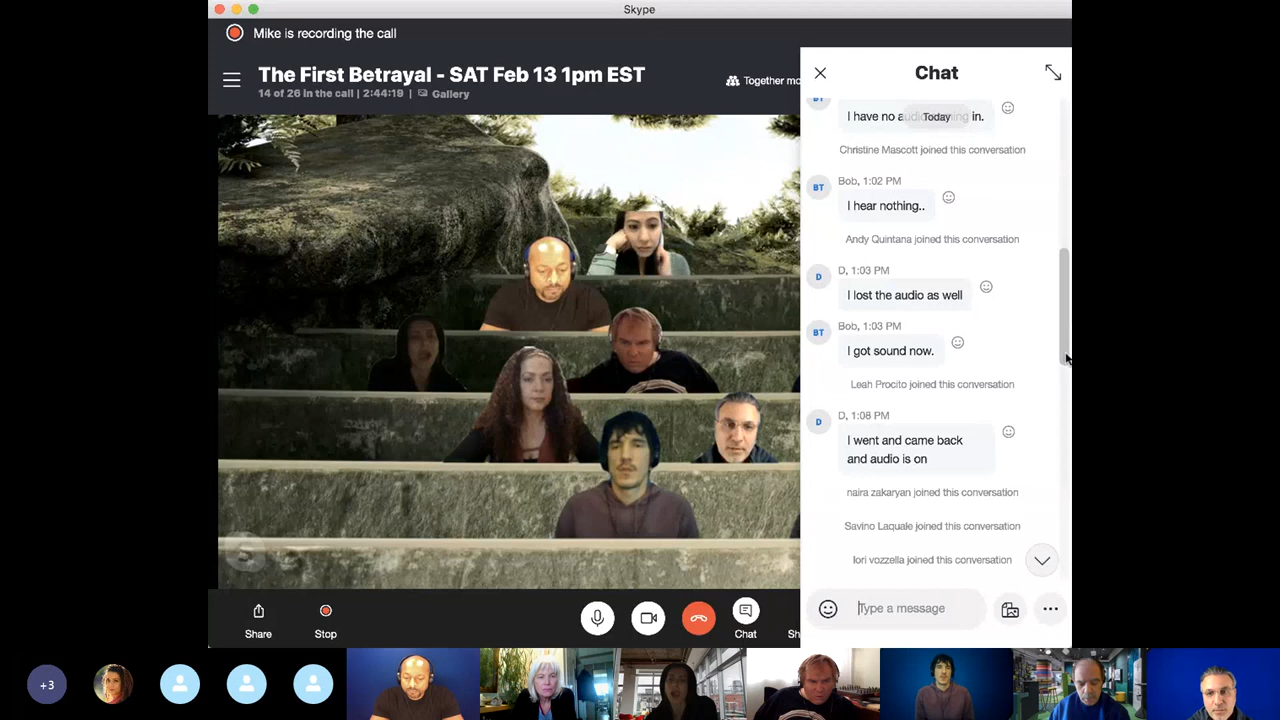 Skype
Mike is recording the call
The First Betrayal - SAT Feb 13 1pm EST
14 of 26 in the call | 2:44:19 | Gallery
Together mo
Chat
BT
I have no in.
Today
Christine Mascott joined this conversation
Bob, 1:02 PM
BT
I hear nothing..
Andy Quintana joined this conversation
D, 1:03 PM
D
I lost the audio as well
Bob, 1:03 PM
BT
I got sound now.
Leah Procito joined this conversation
D, 1:08 PM
D
I went and came back
and audio is on
naira zakaryan joined this conversation
Savino Laquale joined this conversation
lori vozzella joined this conversation
Type a message
Share
Stop
Chat
Sh
+3